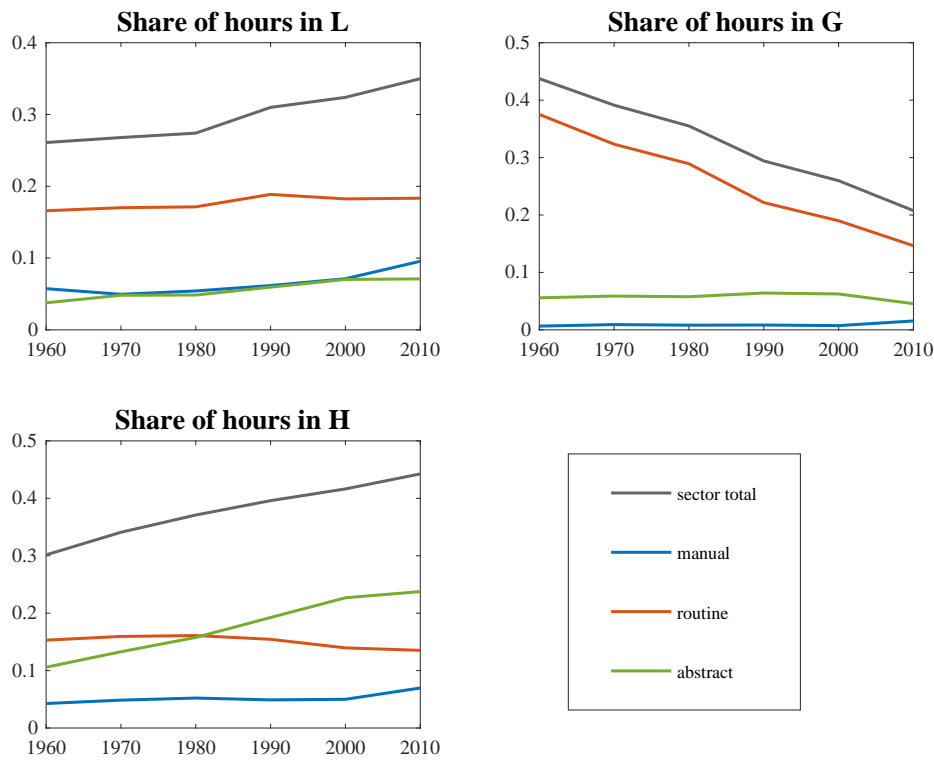 Share of hours in L
0.4
0.3
0.2
0.1
0
1960 1970 1980 1990 2000 2010
Share of hours in G
0.5
0.4
0.3
0.2
0.1
0
1960 1970 1980 1990 2000 2010
Share of hours in H
0.5
0.4
0.3
0.2
0.1
0
1960 1970 1980 1990 2000 2010
sector total
manual
routine
abstract